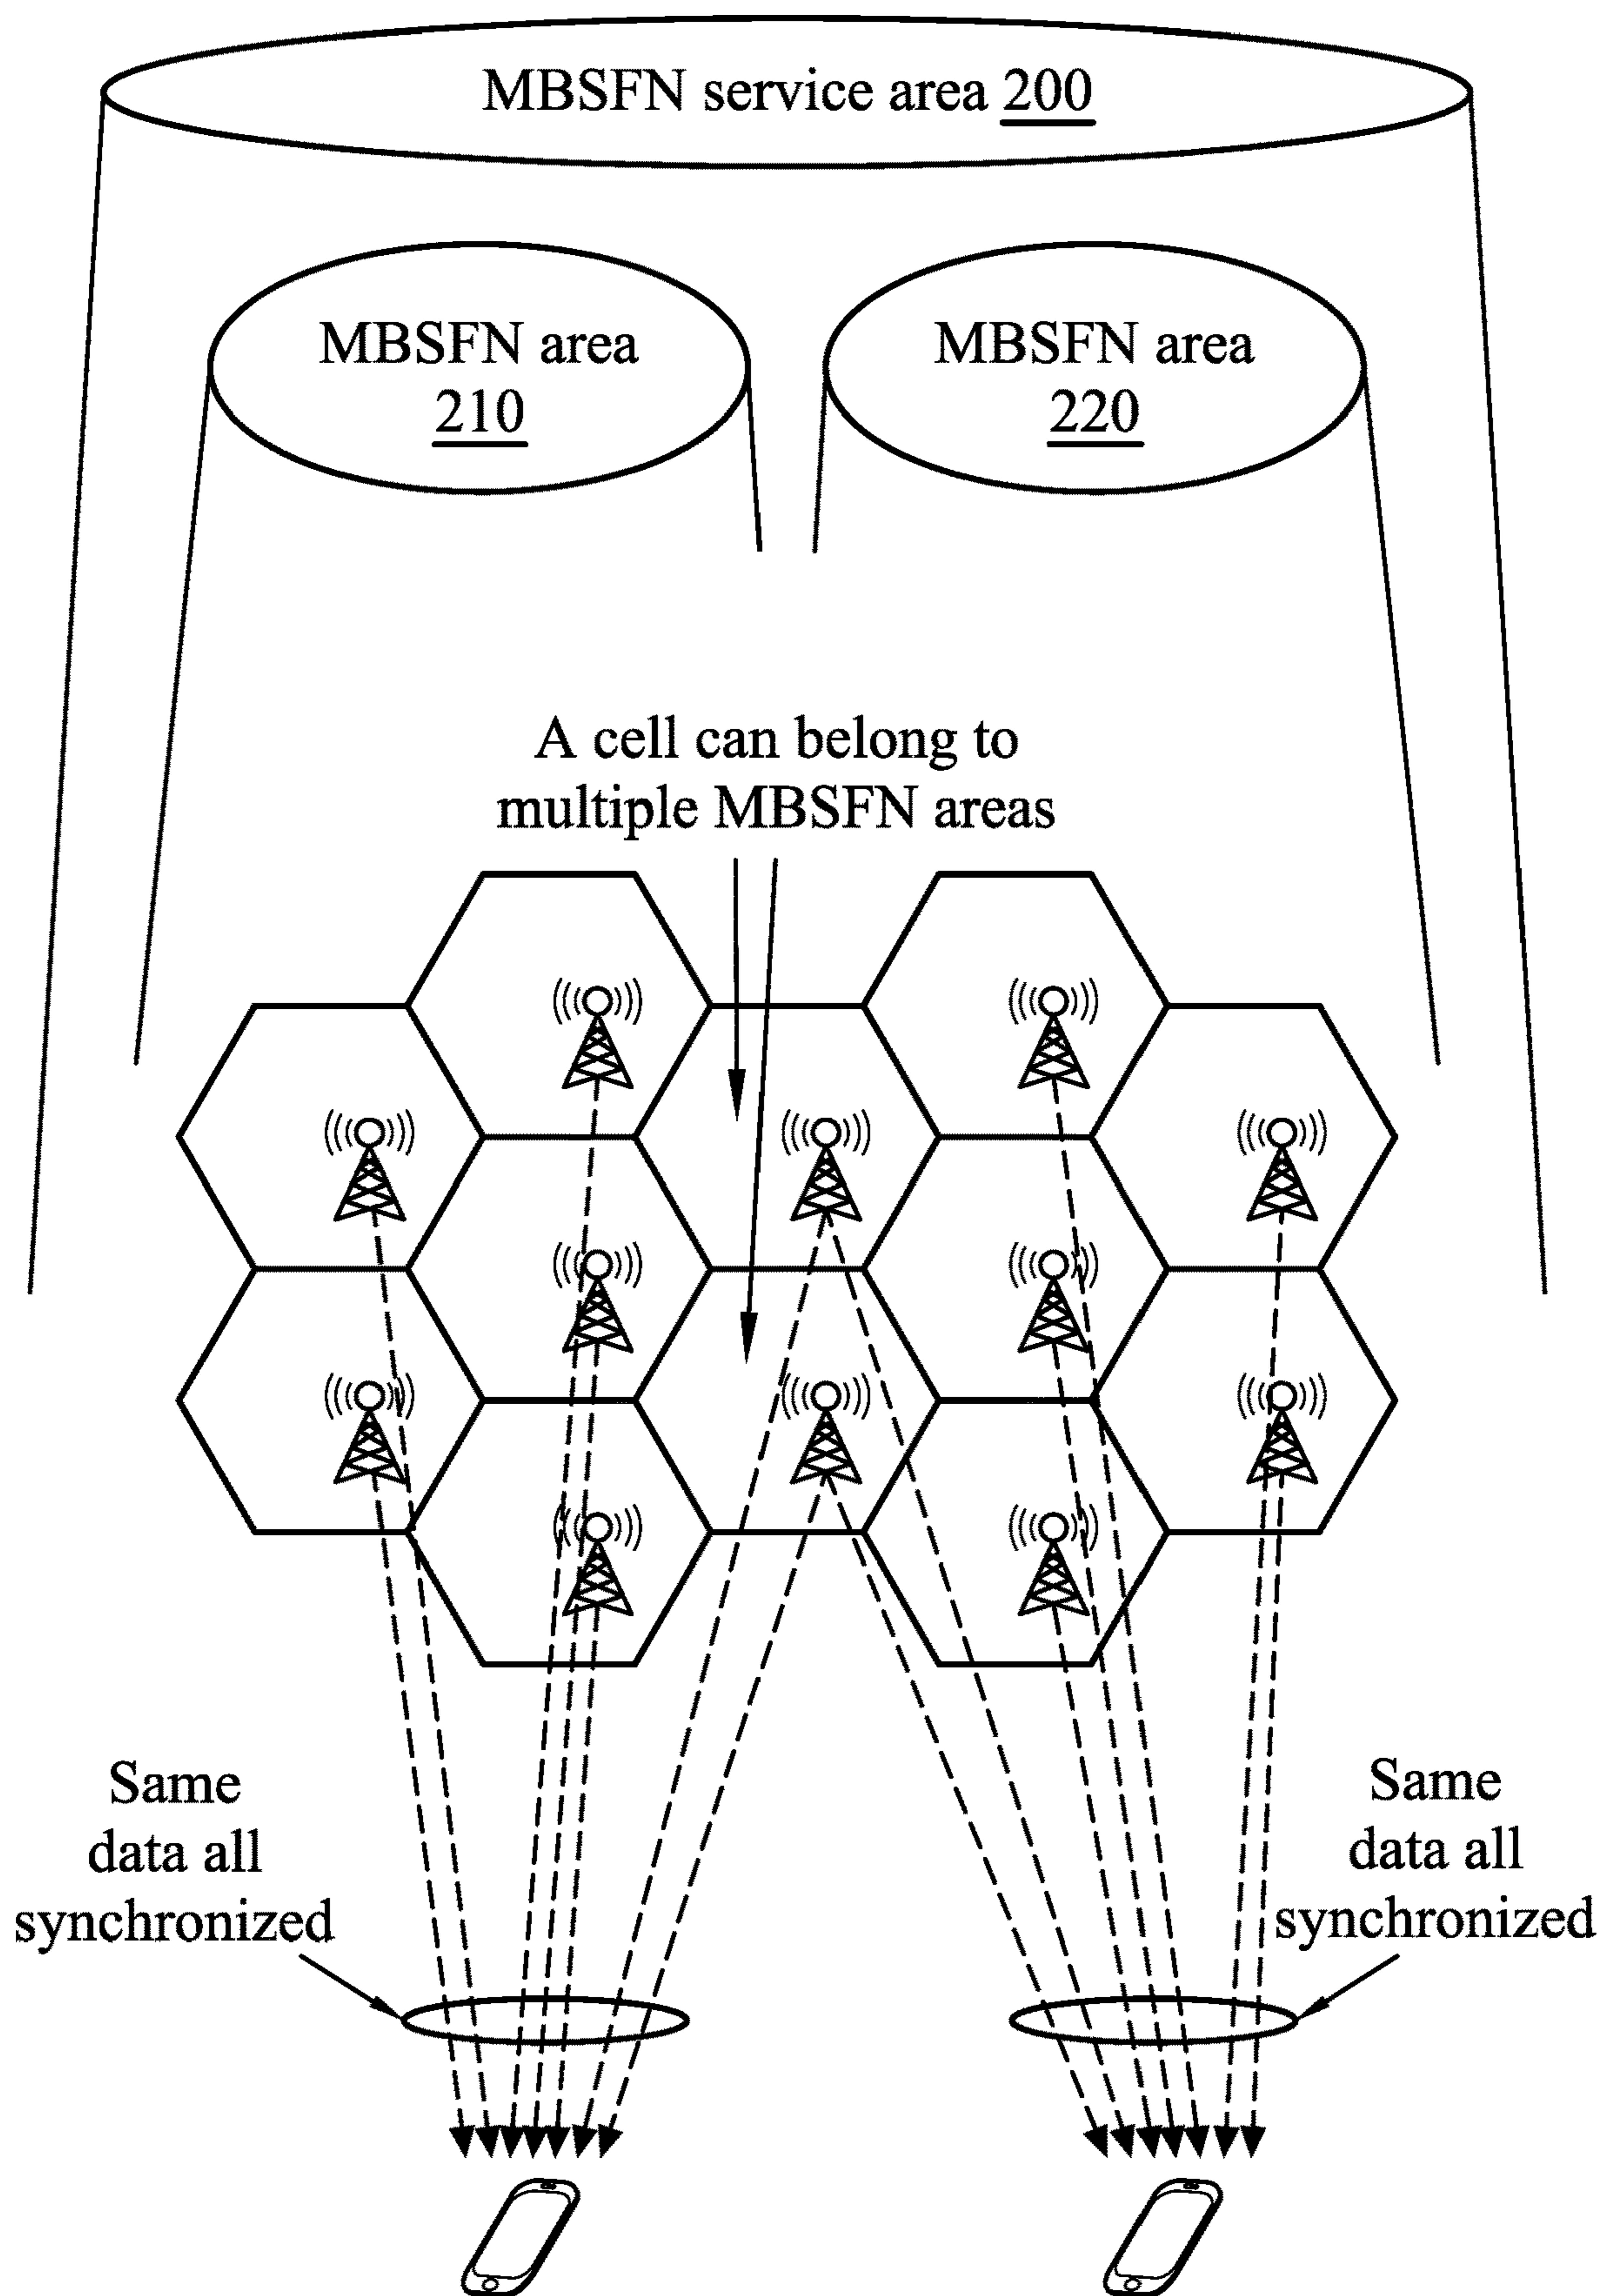 MBSFN service area 200
MBSFN area
210
MBSFN area
220
A cell can belong to
multiple MBSFN areas
Same
data all
synchronized
Same
data all
synchronized